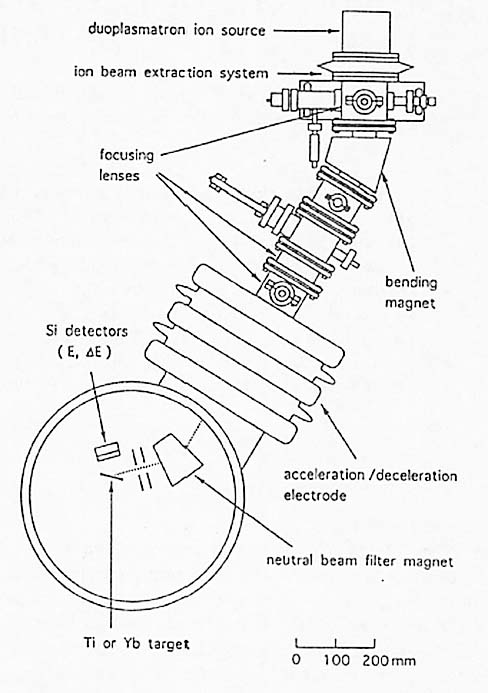 duoplasmatron ion source
ion beam extraction system
focusing
lenses
bending
magnet
Si detectors
( E, ΔE )
acceleration/deceleration
electrode
neutral beam filter magnet
Ti or Yb target
0 100 200mm